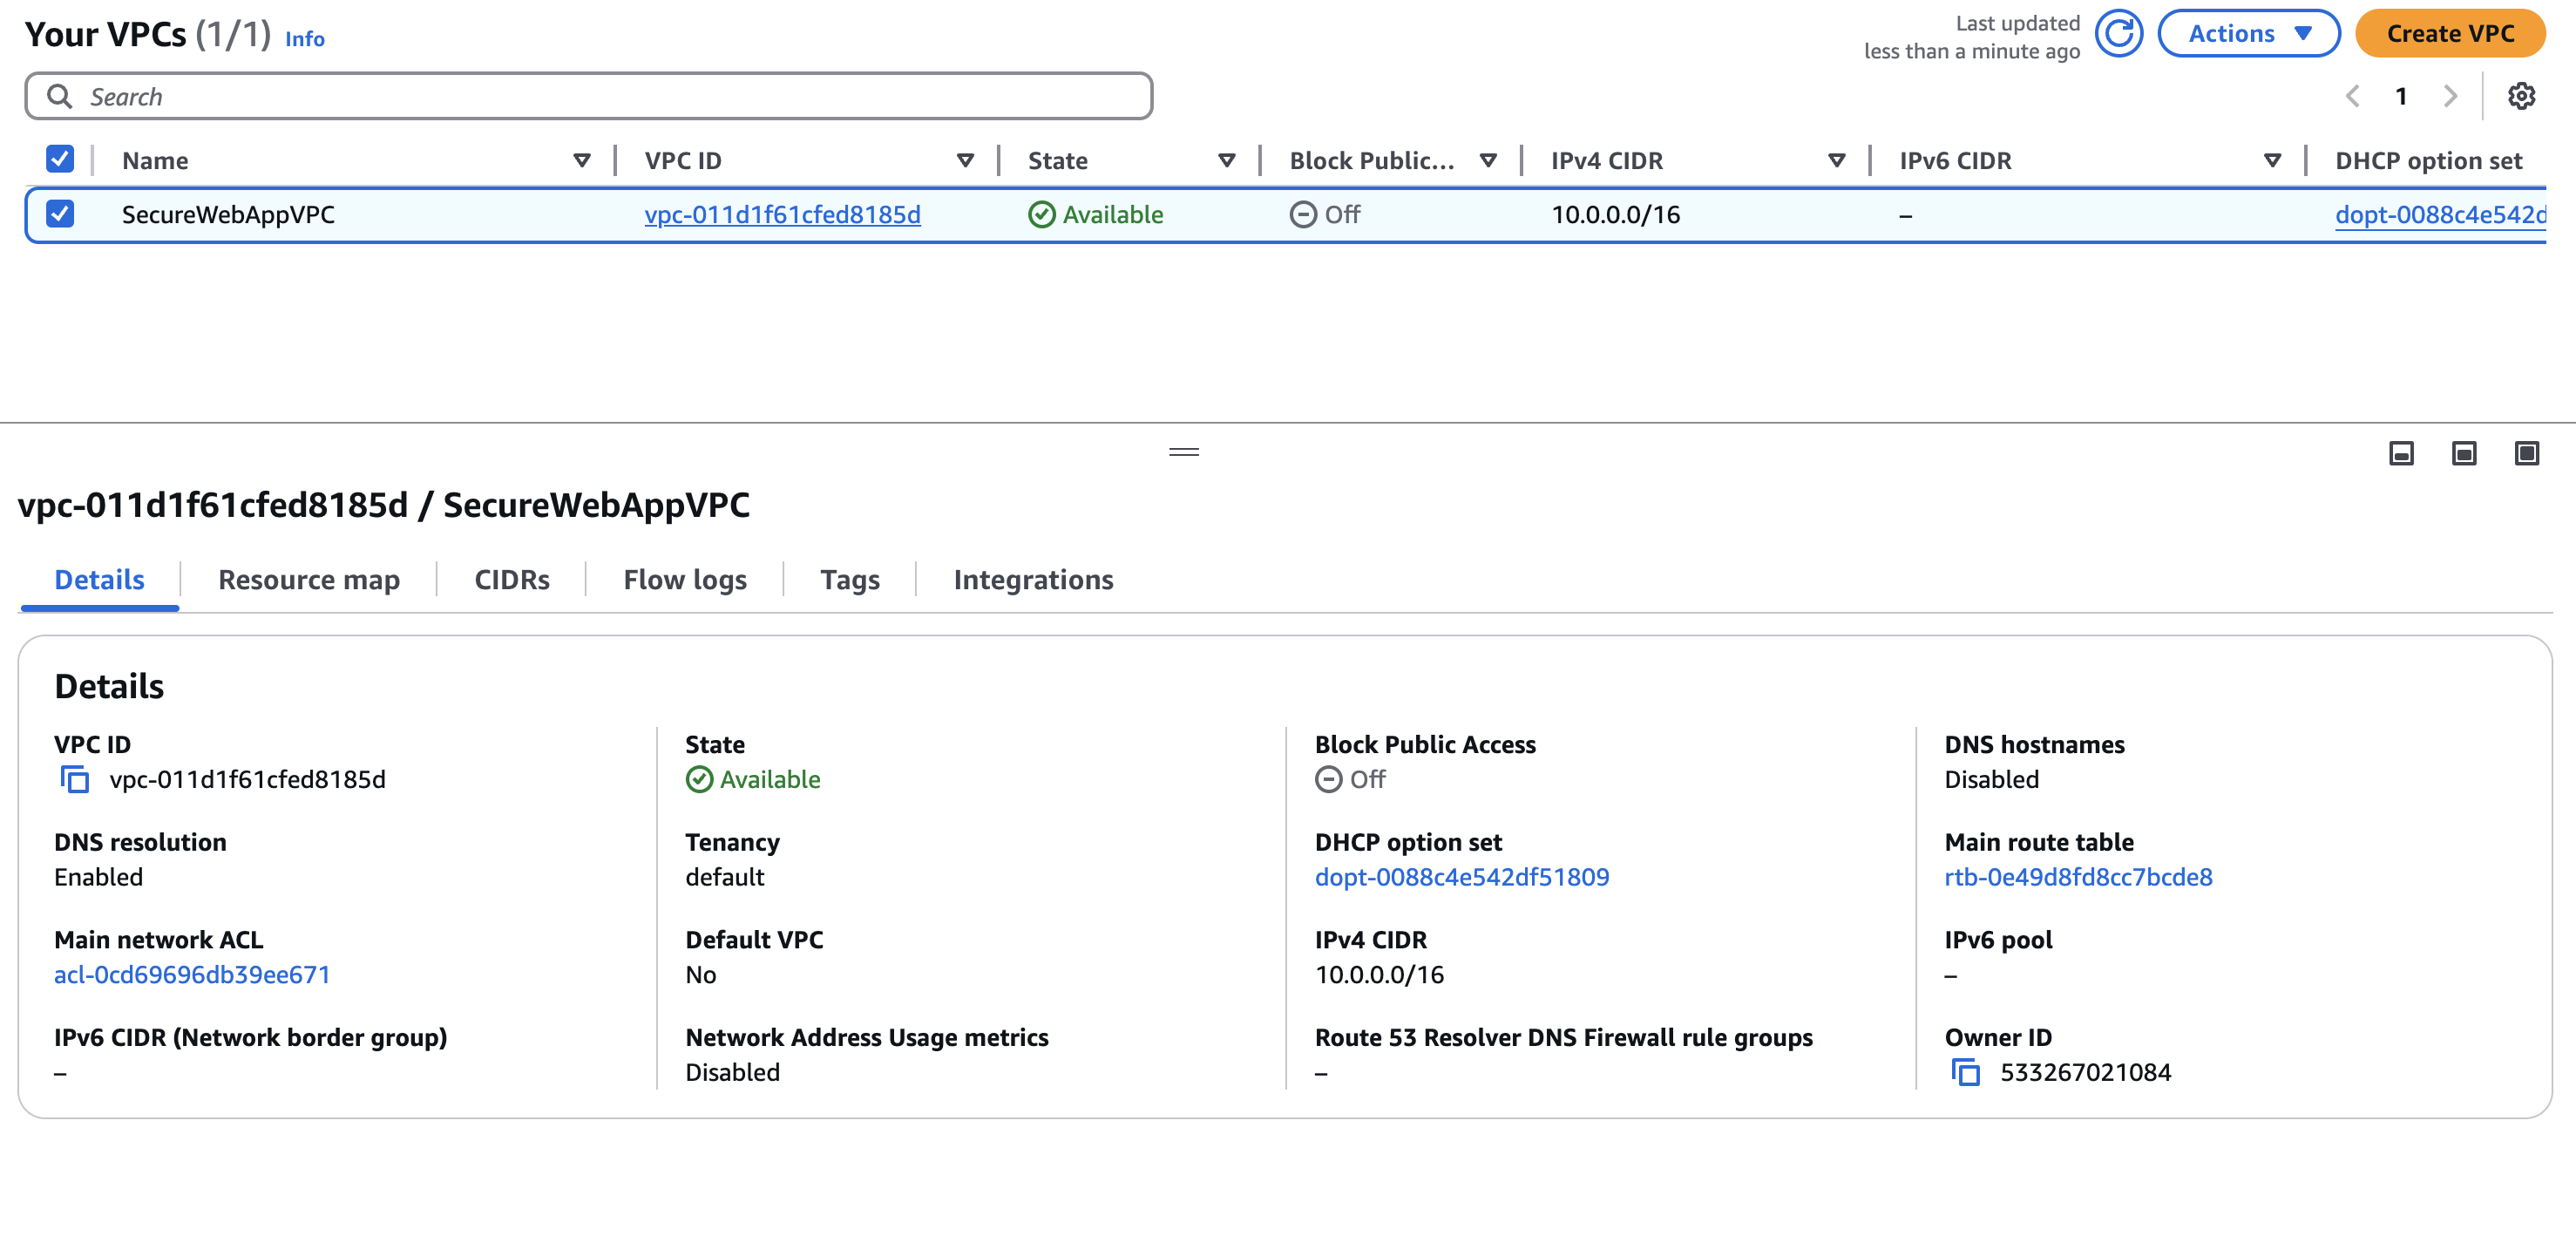 Your VPCs (1/1) Info
Last updated
less than a minute ago
Actions
Create VPC
Search
1
Name VPC ID State Block Public... IPv4 CIDR IPv6 CIDR DHCP option set
SecureWebAppVPC vpc-011d1f61cfed8185d Available Off 10.0.0.0/16 – dopt-0088c4e542d
vpc-011d1f61cfed8185d / SecureWebAppVPC
Details Resource map CIDRs Flow logs Tags Integrations
Details
VPC ID State Block Public Access DNS hostnames
vpc-011d1f61cfed8185d Available Off Disabled
DNS resolution Tenancy DHCP option set Main route table
Enabled default dopt-0088c4e542df51809 rtb-0e49d8fd8cc7bcde8
Main network ACL Default VPC IPv4 CIDR IPv6 pool
acl-0cd69696db39ee671 No 10.0.0.0/16 –
IPv6 CIDR (Network border group) Network Address Usage metrics Route 53 Resolver DNS Firewall rule groups Owner ID
– Disabled – 533267021084